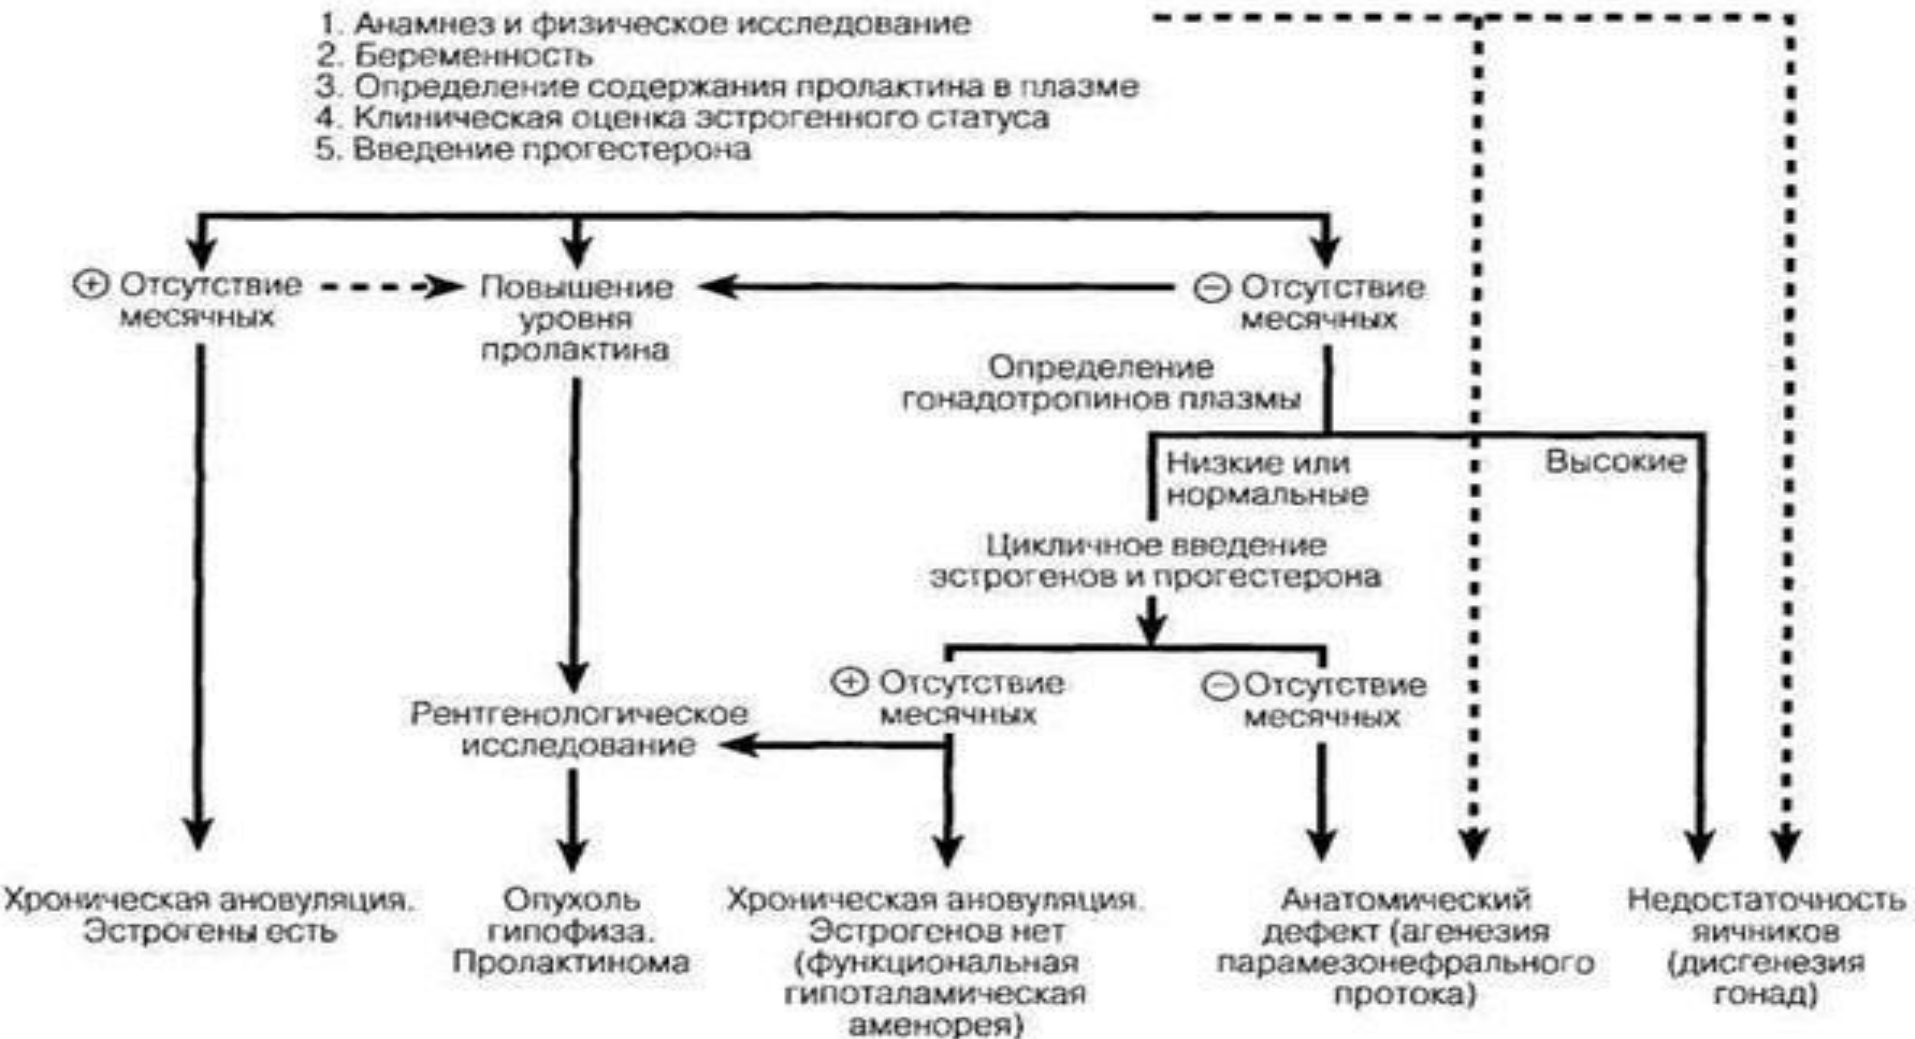 1. Анамнез и физическое исследование
2. Беременность
3. Определение содержания пролактина в плазме
4. Клиническая оценка эстрогенного статуса
5. Введение прогестерона
⊕ Отсутствие
месячных
Повышение
уровня
пролактина
⊖ Отсутствие
месячных
Определение
гонадотропинов плазмы
Низкие или
нормальные
Высокие
Цикличное введение
эстрогенов и прогестерона
⊕ Отсутствие
месячных
⊖ Отсутствие
месячных
Рентгенологическое
исследование
Хроническая ановуляция.
Эстрогены есть
Опухоль
гипофиза.
Пролактинома
Хроническая ановуляция.
Эстрогенов нет
(функциональная
гипоталамическая
аменорея)
Анатомический
дефект (агенезия
парамезонефрального
протока)
Недостаточность
яичников
(дисгенезия
гонад)